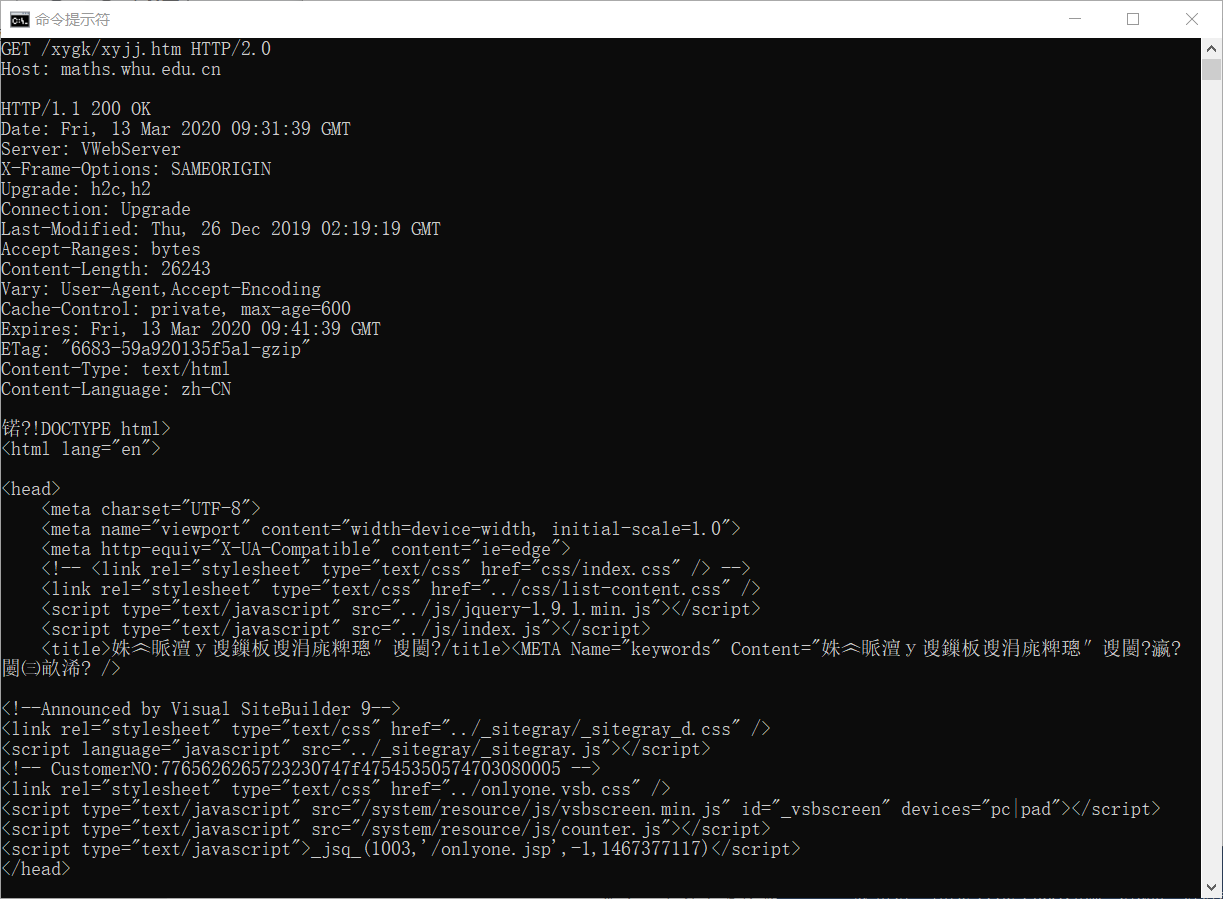 命令提示符
GET /xygk/xyjj.htm HTTP/2.0
Host: maths.whu.edu.cn
HTTP/1.1 200 OK
Date: Fri, 13 Mar 2020 09:31:39 GMT
Server: VWebServer
X-Frame-Options: SAMEORIGIN
Upgrade: h2c,h2
Connection: Upgrade
Last-Modified: Thu, 26 Dec 2019 02:19:19 GMT
Accept-Ranges: bytes
Content-Length: 26243
Vary: User-Agent,Accept-Encoding
Cache-Control: private, max-age=600
Expires: Fri, 13 Mar 2020 09:41:39 GMT
ETag: "6683-59a920135f5a1-gzip"
Content-Type: text/html
Content-Language: zh-CN
锘?!DOCTYPE html>
<html lang="en">
<head>
<meta charset="UTF-8">
<meta name="viewport" content="width=device-width, initial-scale=1.0">
<meta http-equiv="X-UA-Compatible" content="ie=edge">
<!-- <link rel="stylesheet" type="text/css" href="css/index.css" /> -->
<link rel="stylesheet" type="text/css" href="../css/list-content.css" />
<script type="text/javascript" src="../js/jquery-1.9.1.min.js"></script>
<script type="text/javascript" src="../js/index.js"></script>
<title>姝︽眽澶у鏁板涓庣粺璁″闄?/title><META Name="keywords" Content="姝︽眽澶у鏁板涓庣粺璁″闄?瀛?
闄㈢畝浠? />
<!--Announced by Visual SiteBuilder 9-->
<link rel="stylesheet" type="text/css" href="../_sitegray/_sitegray_d.css" />
<script language="javascript" src="../_sitegray/_sitegray.js"></script>
<!-- CustomerNO:7765626265723230747f47545350574703080005 -->
<link rel="stylesheet" type="text/css" href="../onlyone.vsb.css" />
<script type="text/javascript" src="/system/resource/js/vsbscreen.min.js" id="_vsbscreen" devices="pc|pad"></script>
<script type="text/javascript" src="/system/resource/js/counter.js"></script>
<script type="text/javascript">_jsq_(1003,'/onlyone.jsp',-1,1467377117)</script>
</head>